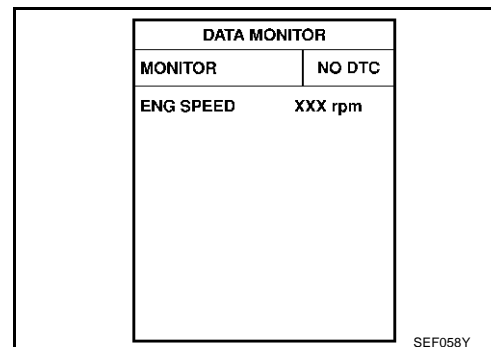 DATA MONITOR
MONITOR NO DTC
ENG SPEED XXX rpm
SEF058Y